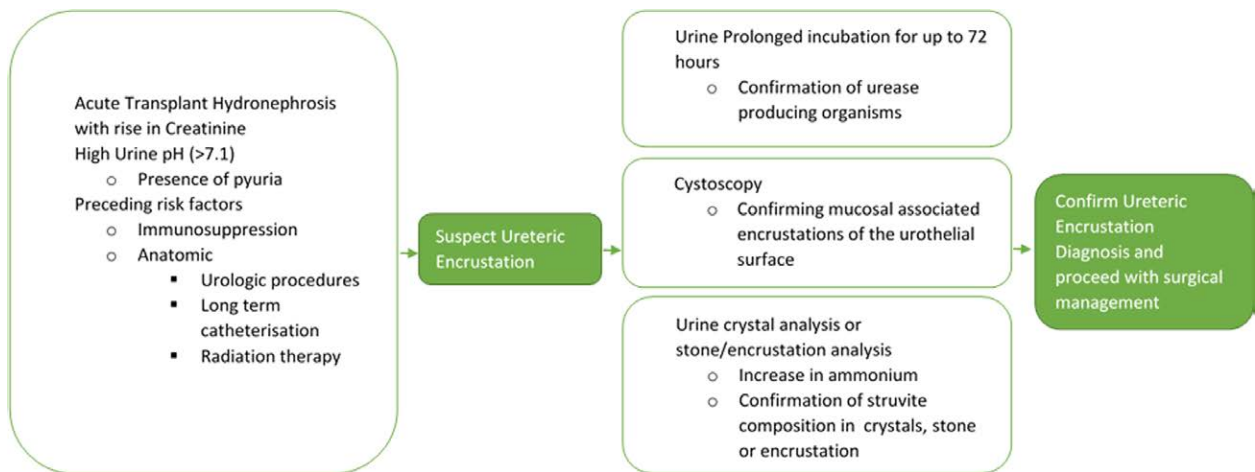 Acute Transplant Hydronephrosis
with rise in Creatinine
High Urine pH (>7.1)
o Presence of pyuria
Preceding risk factors
o Immunosuppression
o Anatomic
▪ Urologic procedures
▪ Long term
catheterisation
▪ Radiation therapy
Suspect Ureteric
Encrustation
Urine Prolonged incubation for up to 72
hours
o Confirmation of urease
producing organisms
Cystoscopy
o Confirming mucosal associated
encrustations of the urothelial
surface
Urine crystal analysis or
stone/encrustation analysis
o Increase in ammonium
o Confirmation of struvite
composition in crystals, stone
or encrustation
Confirm Ureteric
Encrustation
Diagnosis and
proceed with surgical
management